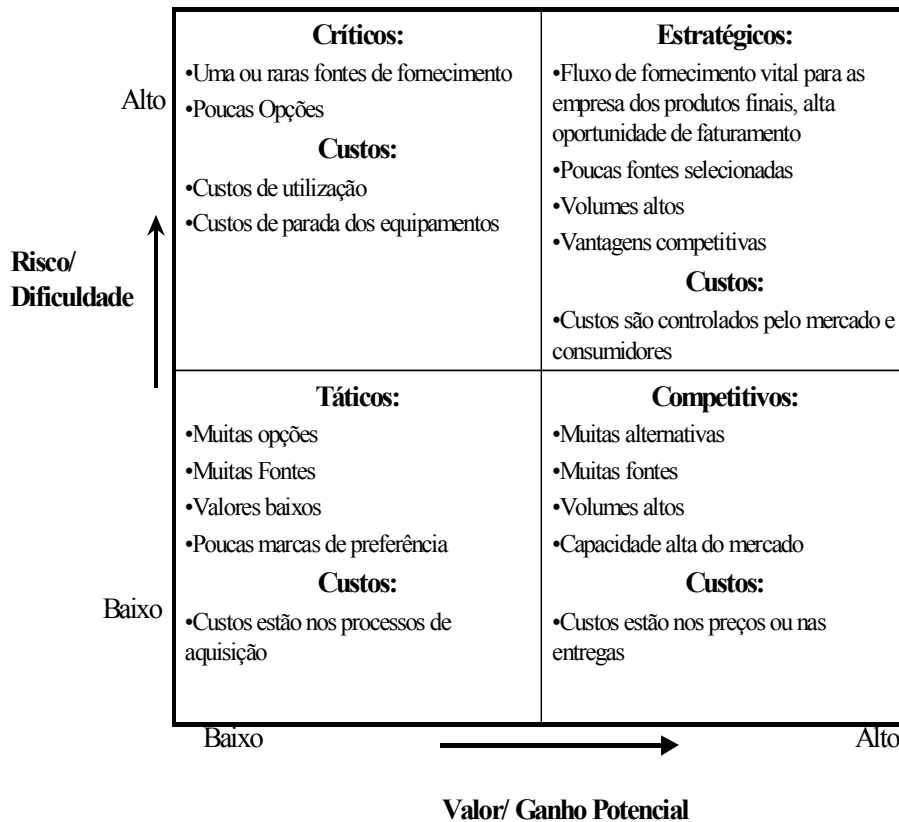 Críticos:
•Uma ou raras fontes de fornecimento
•Poucas Opções
Custos:
•Custos de utilização
•Custos de parada dos equipamentos
Estratégicos:
•Fluxo de fornecimento vital para as
empresa dos produtos finais, alta
oportunidade de faturamento
•Poucas fontes selecionadas
•Volumes altos
•Vantagens competitivas
Custos:
•Custos são controlados pelo mercado e
consumidores
Alto
Risco/
Dificuldade
Táticos:
•Muitas opções
•Muitas Fontes
•Valores baixos
•Poucas marcas de preferência
Custos:
•Custos estão nos processos de
aquisição
Competitivos:
•Muitas alternativas
•Muitas fontes
•Volumes altos
•Capacidade alta do mercado
Custos:
•Custos estão nos preços ou nas
entregas
Baixo
Baixo
Alto
Valor/ Ganho Potencial